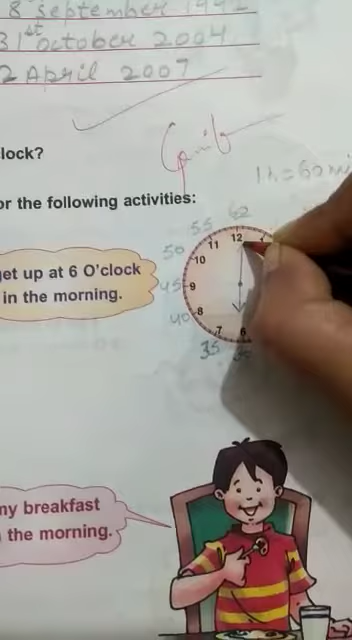 8 September 1992
31st october 2004
2 April 2007
lock?
or the following activities:
1h = 60 mi
get up at 6 O'clock
in the morning.
60
55
50
45
40
35
30
12
11
10
9
8
7
6
my breakfast
the morning.